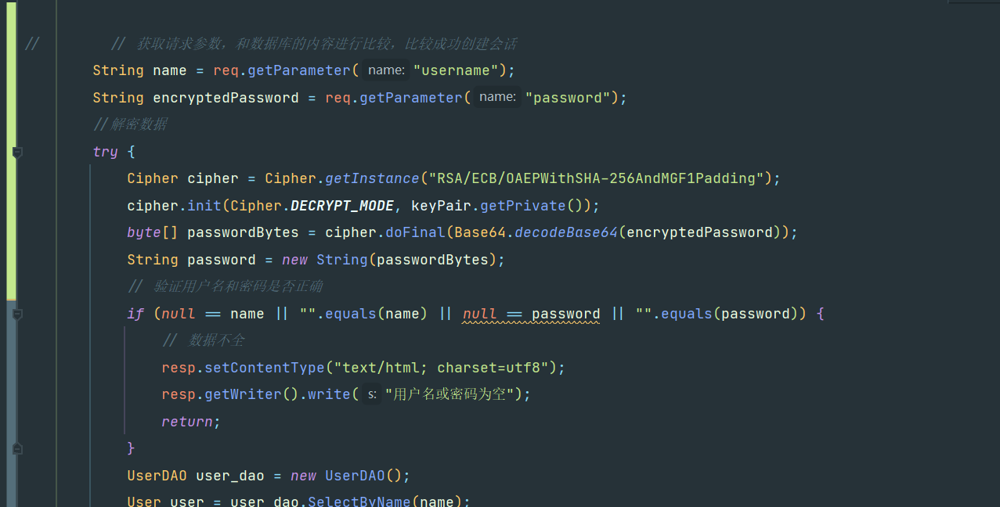 //        // 获取请求参数，和数据库的内容进行比较，比较成功创建会话
String name = req.getParameter( name: "username");
String encryptedPassword = req.getParameter( name: "password");
//解密数据
try {
Cipher cipher = Cipher.getInstance("RSA/ECB/OAEPWithSHA-256AndMGF1Padding");
cipher.init(Cipher.DECRYPT_MODE, keyPair.getPrivate());
byte[] passwordBytes = cipher.doFinal(Base64.decodeBase64(encryptedPassword));
String password = new String(passwordBytes);
// 验证用户名和密码是否正确
if (null == name || "".equals(name) || null == password || "".equals(password)) {
// 数据不全
resp.setContentType("text/html; charset=utf8");
resp.getWriter().write( s: "用户名或密码为空");
return;
}
UserDAO user_dao = new UserDAO();
User user = user_dao.SelectByName(name);